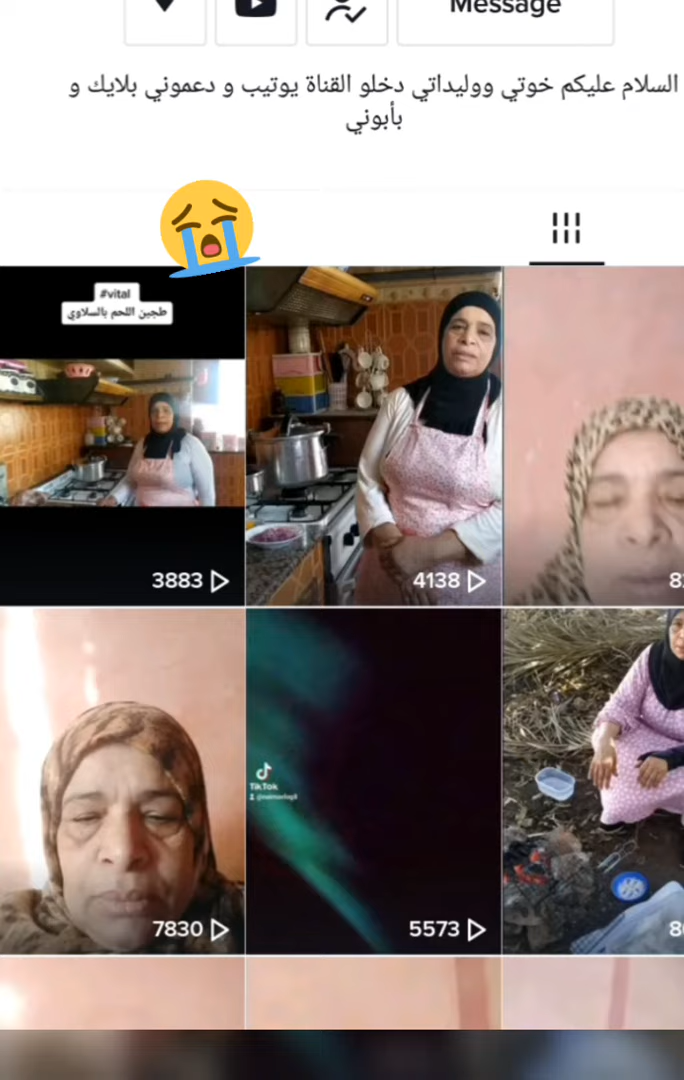 Message
السلام عليكم خوتي ووليداتي دخلو القناة يوتيب و دعموني بلايك و
بأبوني
#vital
طجين اللحم بالسلاوي
3883
4138
7830
TikTok
5573